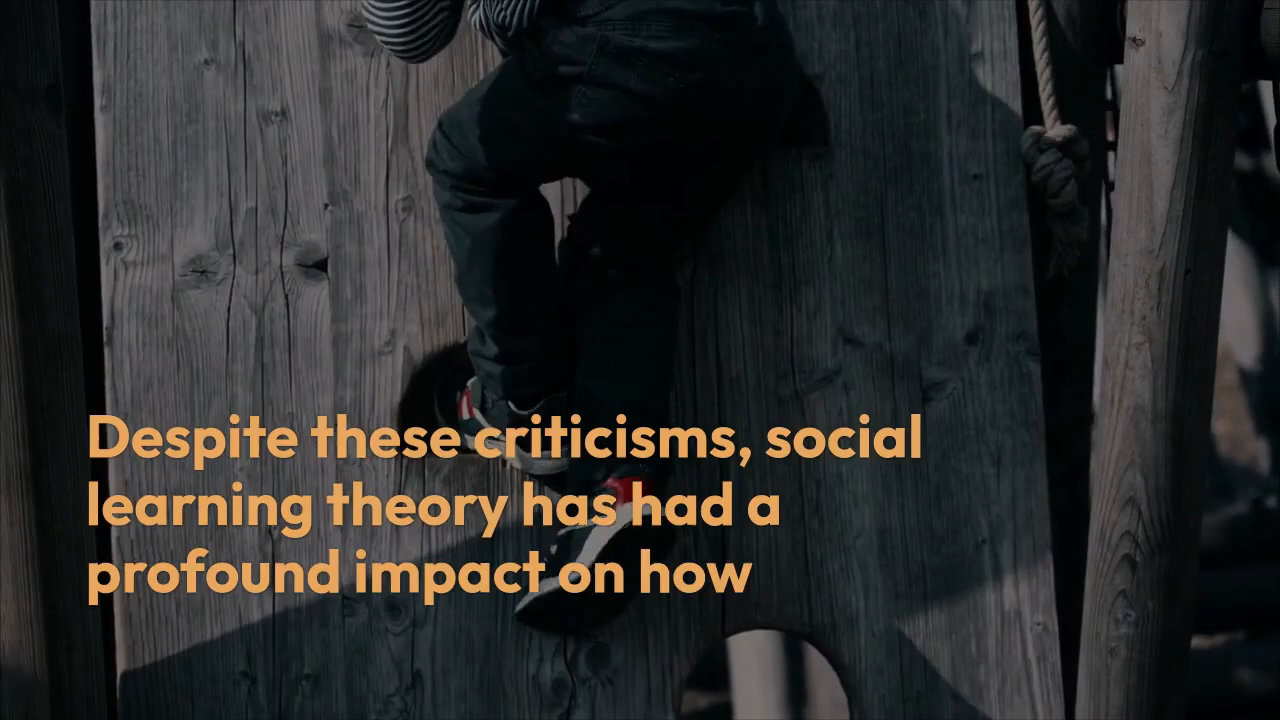 Despite these criticisms, social
learning theory has had a
profound impact on how